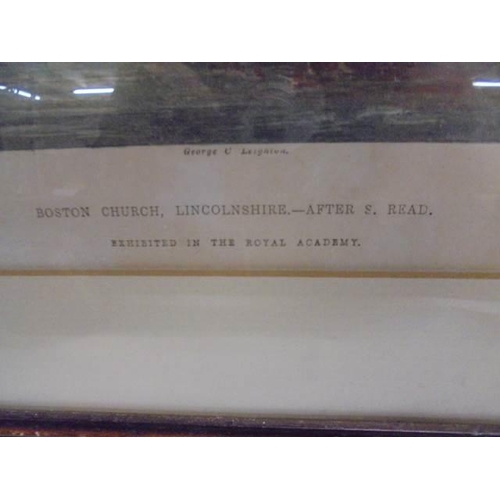 George C Leighton.
BOSTON CHURCH, LINCOLNSHIRE.—AFTER S. READ.
EXHIBITED IN THE ROYAL ACADEMY.